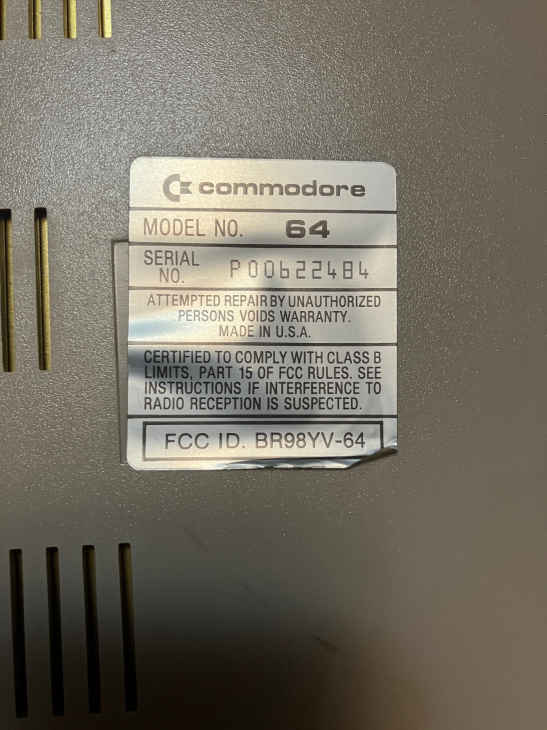 commodore
MODEL NO. 64
SERIAL NO. P00622484
ATTEMPTED REPAIR BY UNAUTHORIZED
PERSONS VOIDS WARRANTY.
MADE IN U.S.A.
CERTIFIED TO COMPLY WITH CLASS B
LIMITS, PART 15 OF FCC RULES. SEE
INSTRUCTIONS IF INTERFERENCE TO
RADIO RECEPTION IS SUSPECTED.
FCC ID. BR98YV-64